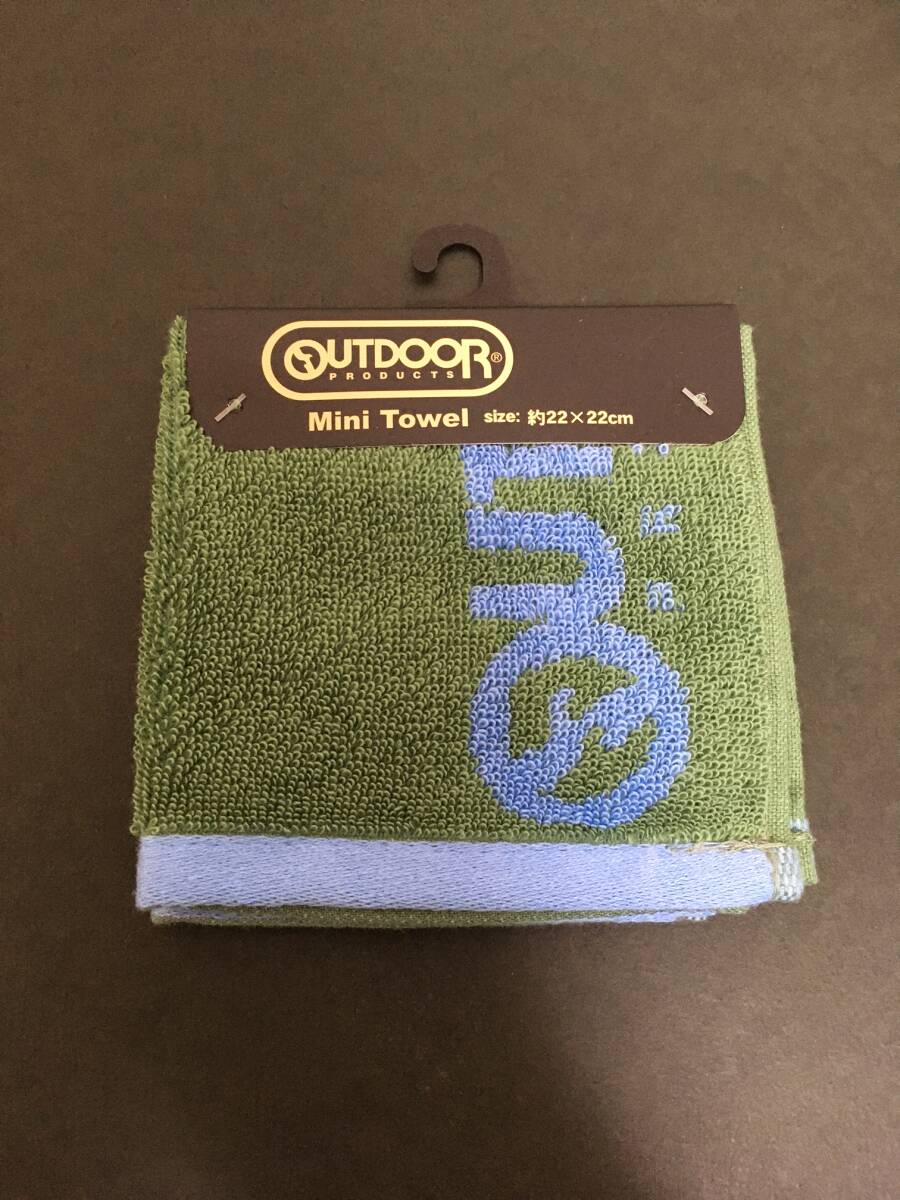 OUTDOOR®
PRODUCTS
Mini Towel size: 約22×22cm